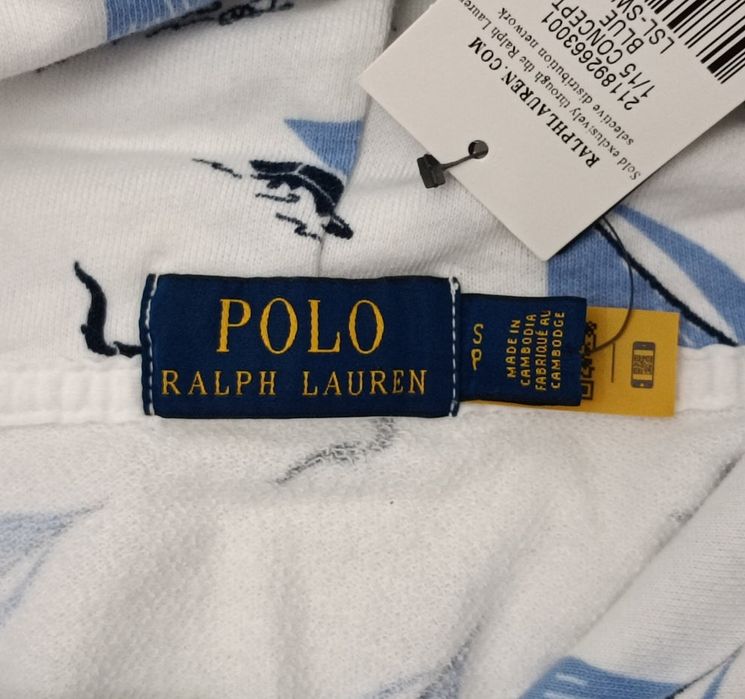 POLO
RALPH LAUREN
S
P
MADE IN
CAMBODIA
FABRIQUÉ AU
CAMBODGE
RALPHLAUREN.COM
Sold exclusively through the Ralph Lauren
selective distribution network
211892663001
1/15 CONCEPT
BLUE